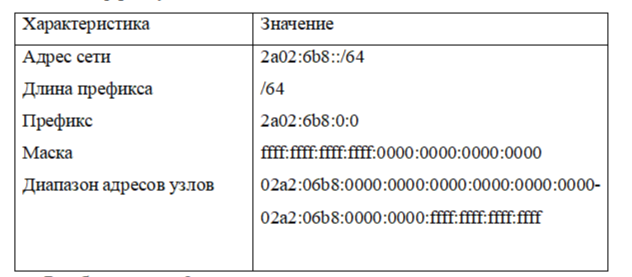 Характеристика Значение
Адрес сети 2a02:6b8::/64
Длина префикса /64
Префикс 2a02:6b8:0:0
Маска ffff:ffff:ffff:ffff:0000:0000:0000:0000
Диапазон адресов узлов 02a2:06b8:0000:0000:0000:0000:0000:0000-
02a2:06b8:0000:0000:ffff:ffff:ffff:ffff